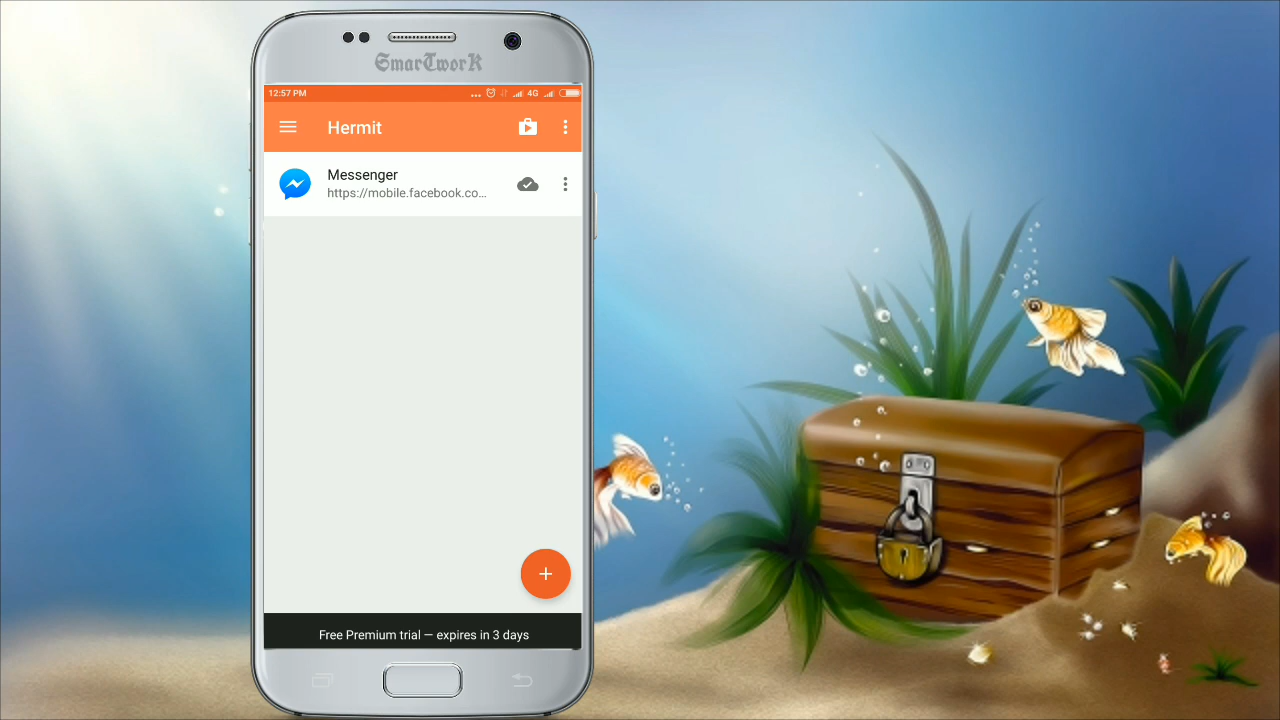 SmarTworK
12:57 PM
4G
Hermit
Messenger
https://mobile.facebook.co...
Free Premium trial — expires in 3 days